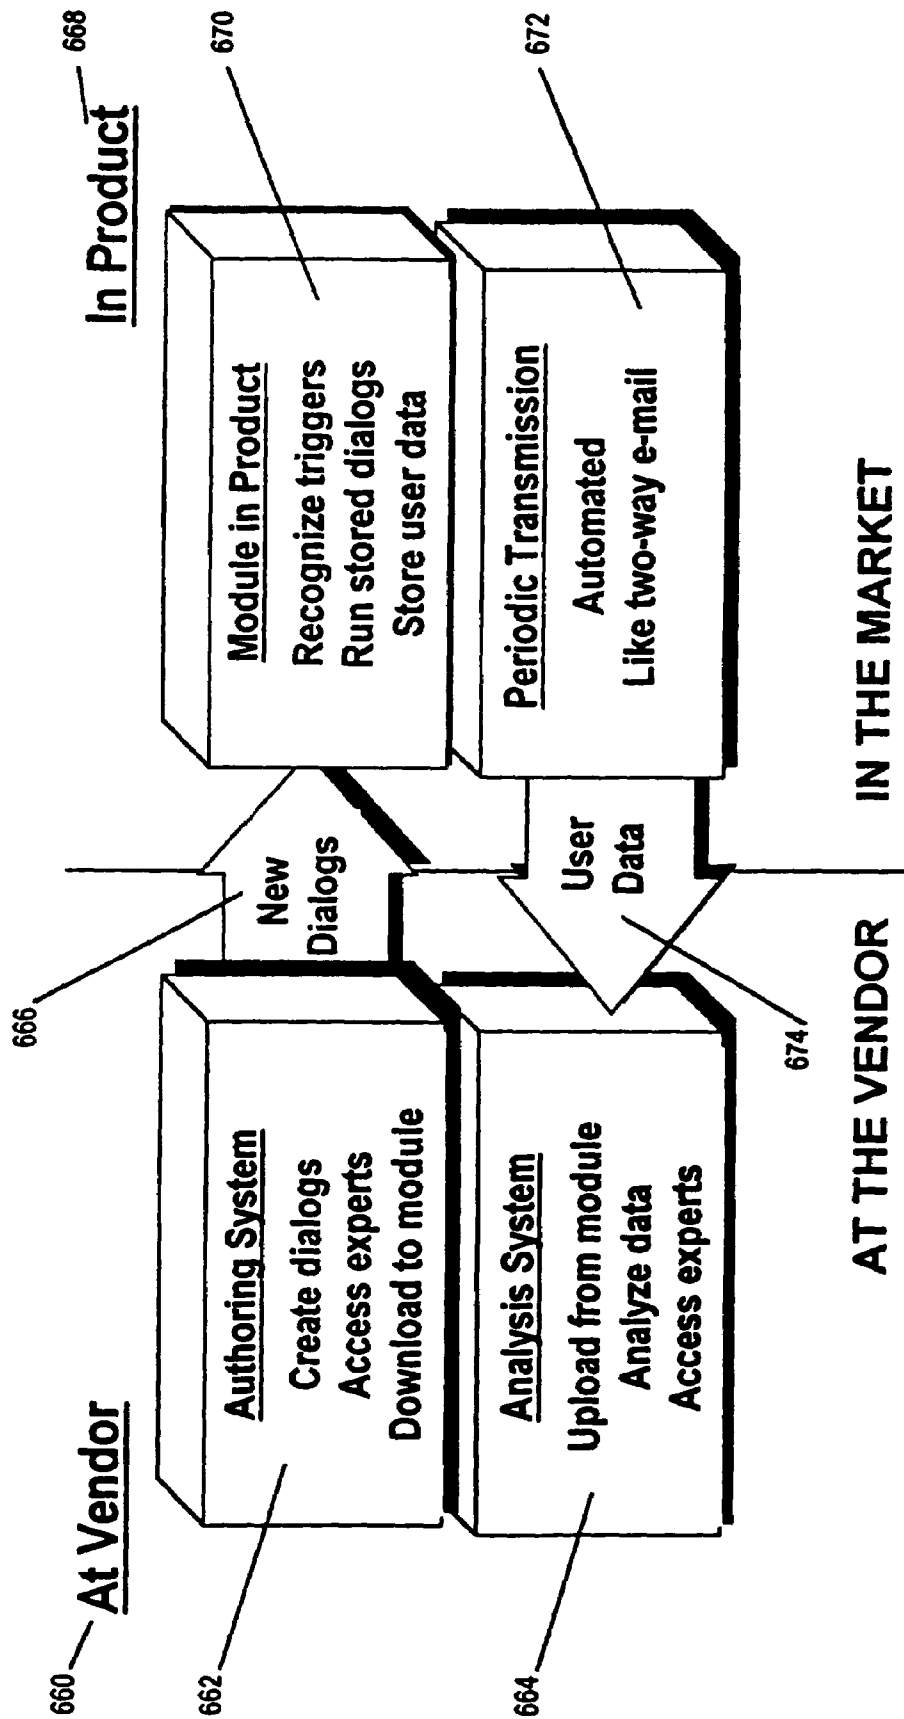 660
At Vendor
662
Authoring System
Create dialogs
Access experts
Download to module
664
Analysis System
Upload from module
Analyze data
Access experts
666
New
Dialogs
User
Data
674
In Product
668
Module in Product
Recognize triggers
Run stored dialogs
Store user data
670
Periodic Transmission
Automated
Like two-way e-mail
672
AT THE VENDOR
IN THE MARKET